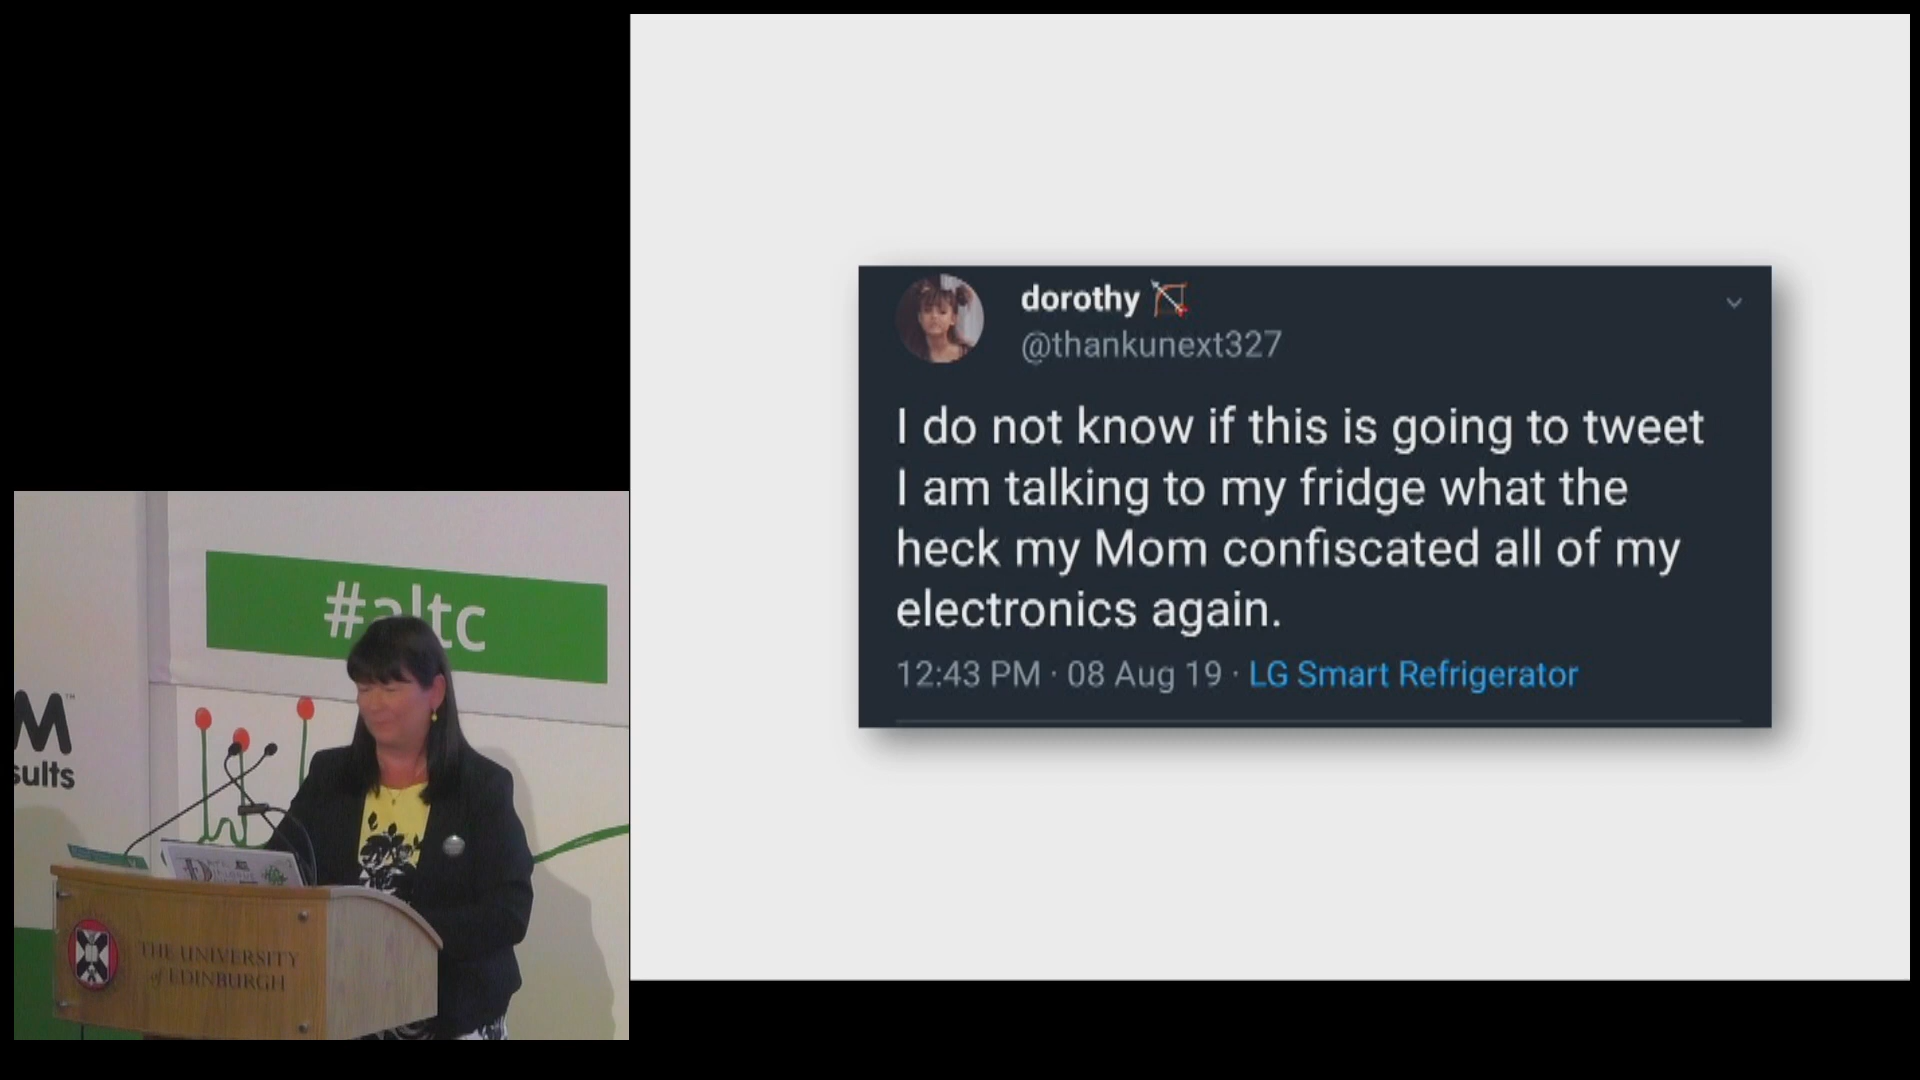 dorothy
@thankunext327
I do not know if this is going to tweet
I am talking to my fridge what the
heck my Mom confiscated all of my
electronics again.
12:43 PM · 08 Aug 19 · LG Smart Refrigerator
#altc
M™
sults
THE UNIVERSITY
of EDINBURGH